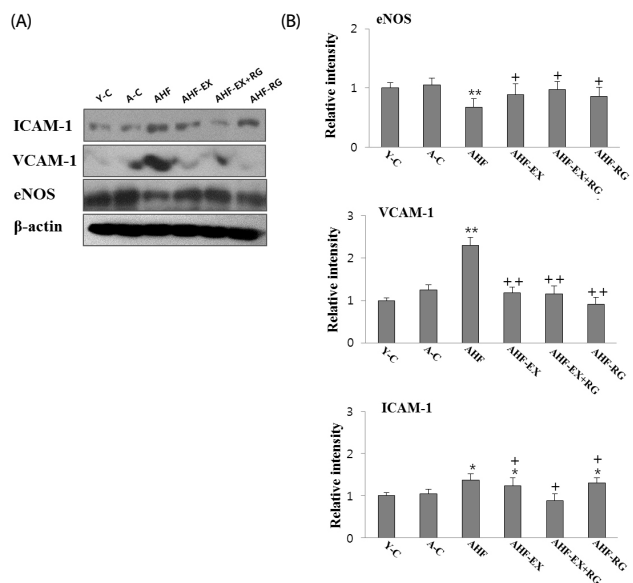 (A)
Y-C A-C AHF AHF-EX AHF-EX+RG AHF-RG
ICAM-1
VCAM-1
eNOS
β-actin
(B)
eNOS
Relative intensity
2
1
0
** + + +
Y-C A-C AHF AHF-EX AHF-EX+RG AHF-RG
VCAM-1
Relative intensity
3
2
1
0
** ++ ++ ++
Y-C A-C AHF AHF-EX AHF-EX+RG AHF-RG
ICAM-1
Relative intensity
3
2
1
0
+ +
* * + *
Y-C A-C AHF AHF-EX AHF-EX+RG AHF-RG